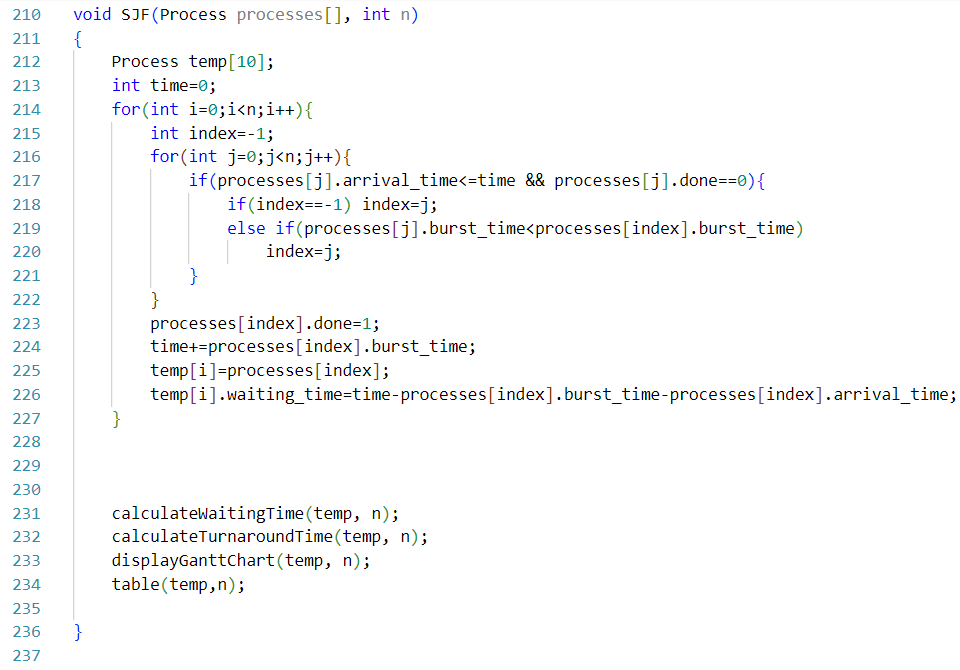 210 void SJF(Process processes[], int n)
211 {
212     Process temp[10];
213     int time=0;
214     for(int i=0;i<n;i++){
215         int index=-1;
216         for(int j=0;j<n;j++){
217             if(processes[j].arrival_time<=time && processes[j].done==0){
218                 if(index==-1) index=j;
219                 else if(processes[j].burst_time<processes[index].burst_time)
220                     index=j;
221             }
222         }
223         processes[index].done=1;
224         time+=processes[index].burst_time;
225         temp[i]=processes[index];
226         temp[i].waiting_time=time-processes[index].burst_time-processes[index].arrival_time;
227     }
228
229
230
231     calculateWaitingTime(temp, n);
232     calculateTurnaroundTime(temp, n);
233     displayGanttChart(temp, n);
234     table(temp,n);
235
236 }
237